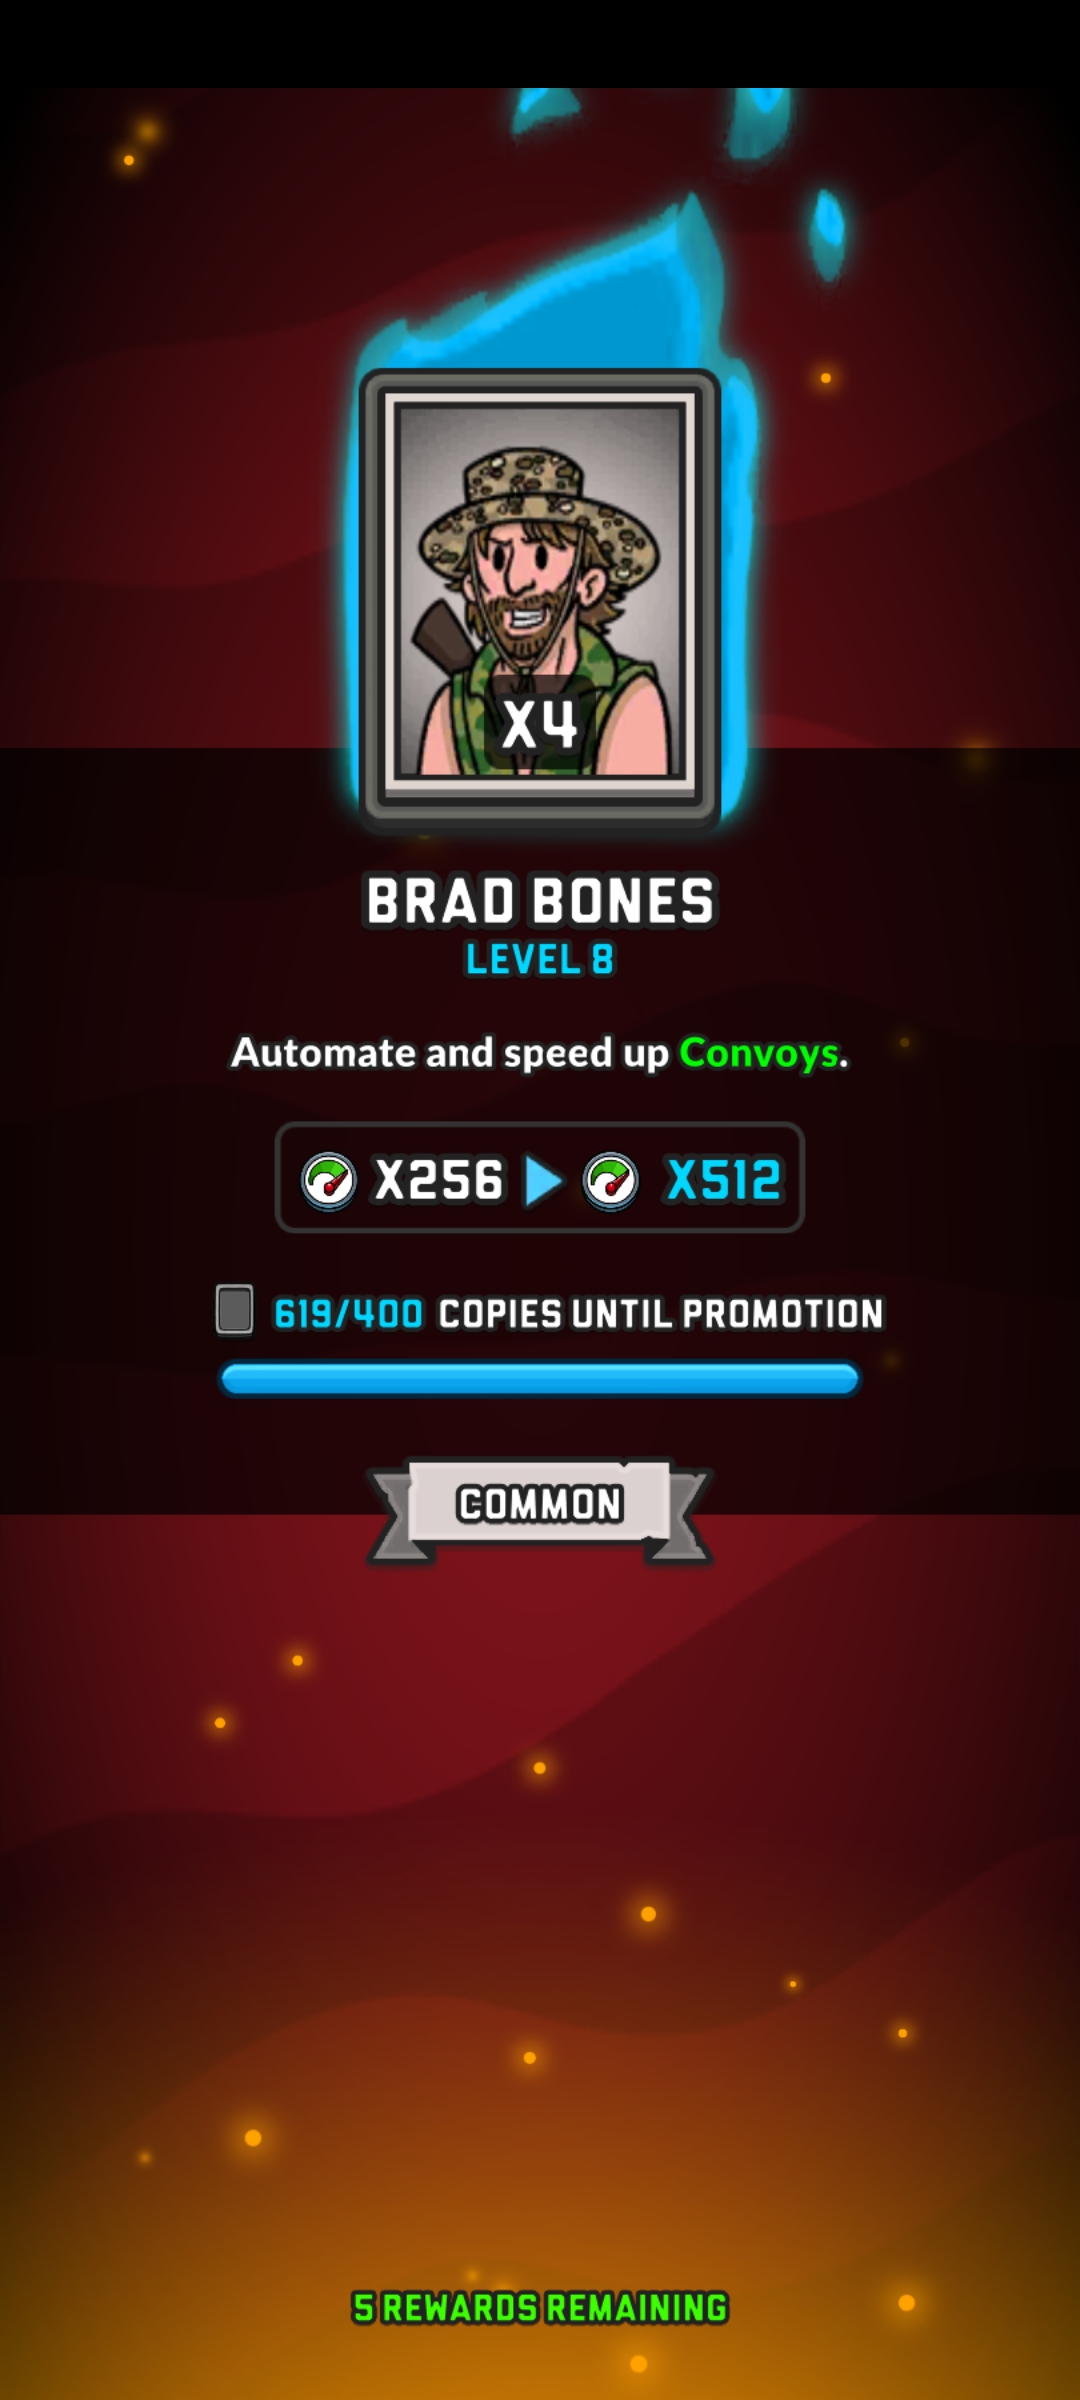 X4
BRAD BONES
LEVEL 8
Automate and speed up Convoys.
X256 X512
619/400 COPIES UNTIL PROMOTION
COMMON
5 REWARDS REMAINING